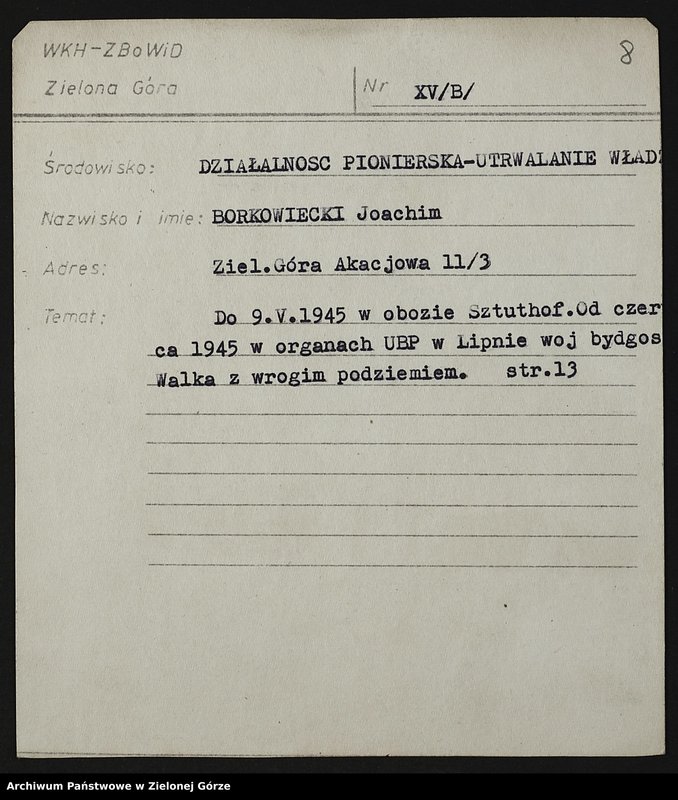 WKH-ZBoWiD
8
Zielona Góra
Nr XV/B/
Środowisko: DZIAŁALNOSC PIONIERSKA-UTRWALANIE WŁADZ
Nazwisko i imie: BORKOWIECKI Joachim
Adres: Ziel.Góra Akacjowa 11/3
Temat: Do 9.V.1945 w obozie Sztuthof.Od czer
ca 1945 w organach UBP w Lipnie woj bydgos
Walka z wrogim podziemiem. str.13
Archiwum Państwowe w Zielonej Górze